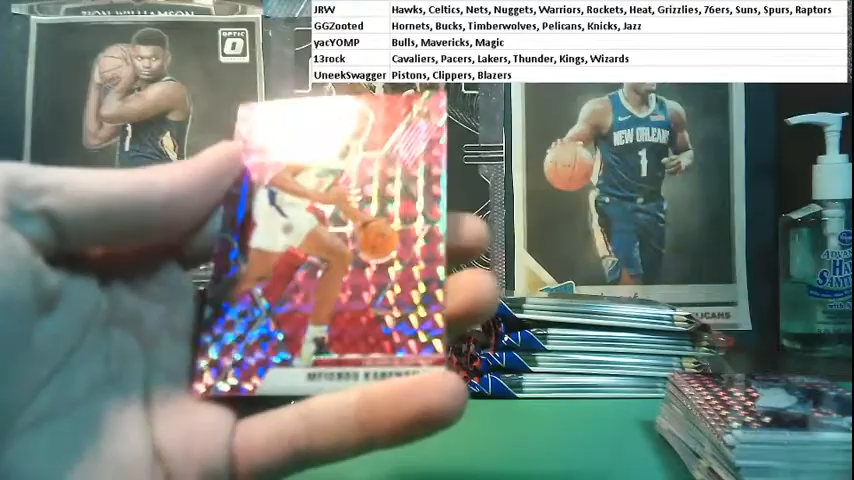 JRW Hawks, Celtics, Nets, Nuggets, Warriors, Rockets, Heat, Grizzlies, 76ers, Suns, Spurs, Raptors
GGZooted Hornets, Bucks, Timberwolves, Pelicans, Knicks, Jazz
yacYOMP Bulls, Mavericks, Magic
13rock Cavaliers, Pacers, Lakers, Thunder, Kings, Wizards
UneekSwagger Pistons, Clippers, Blazers
ZION WILLIAMSON
OPTIC
NEW ORLEANS
1